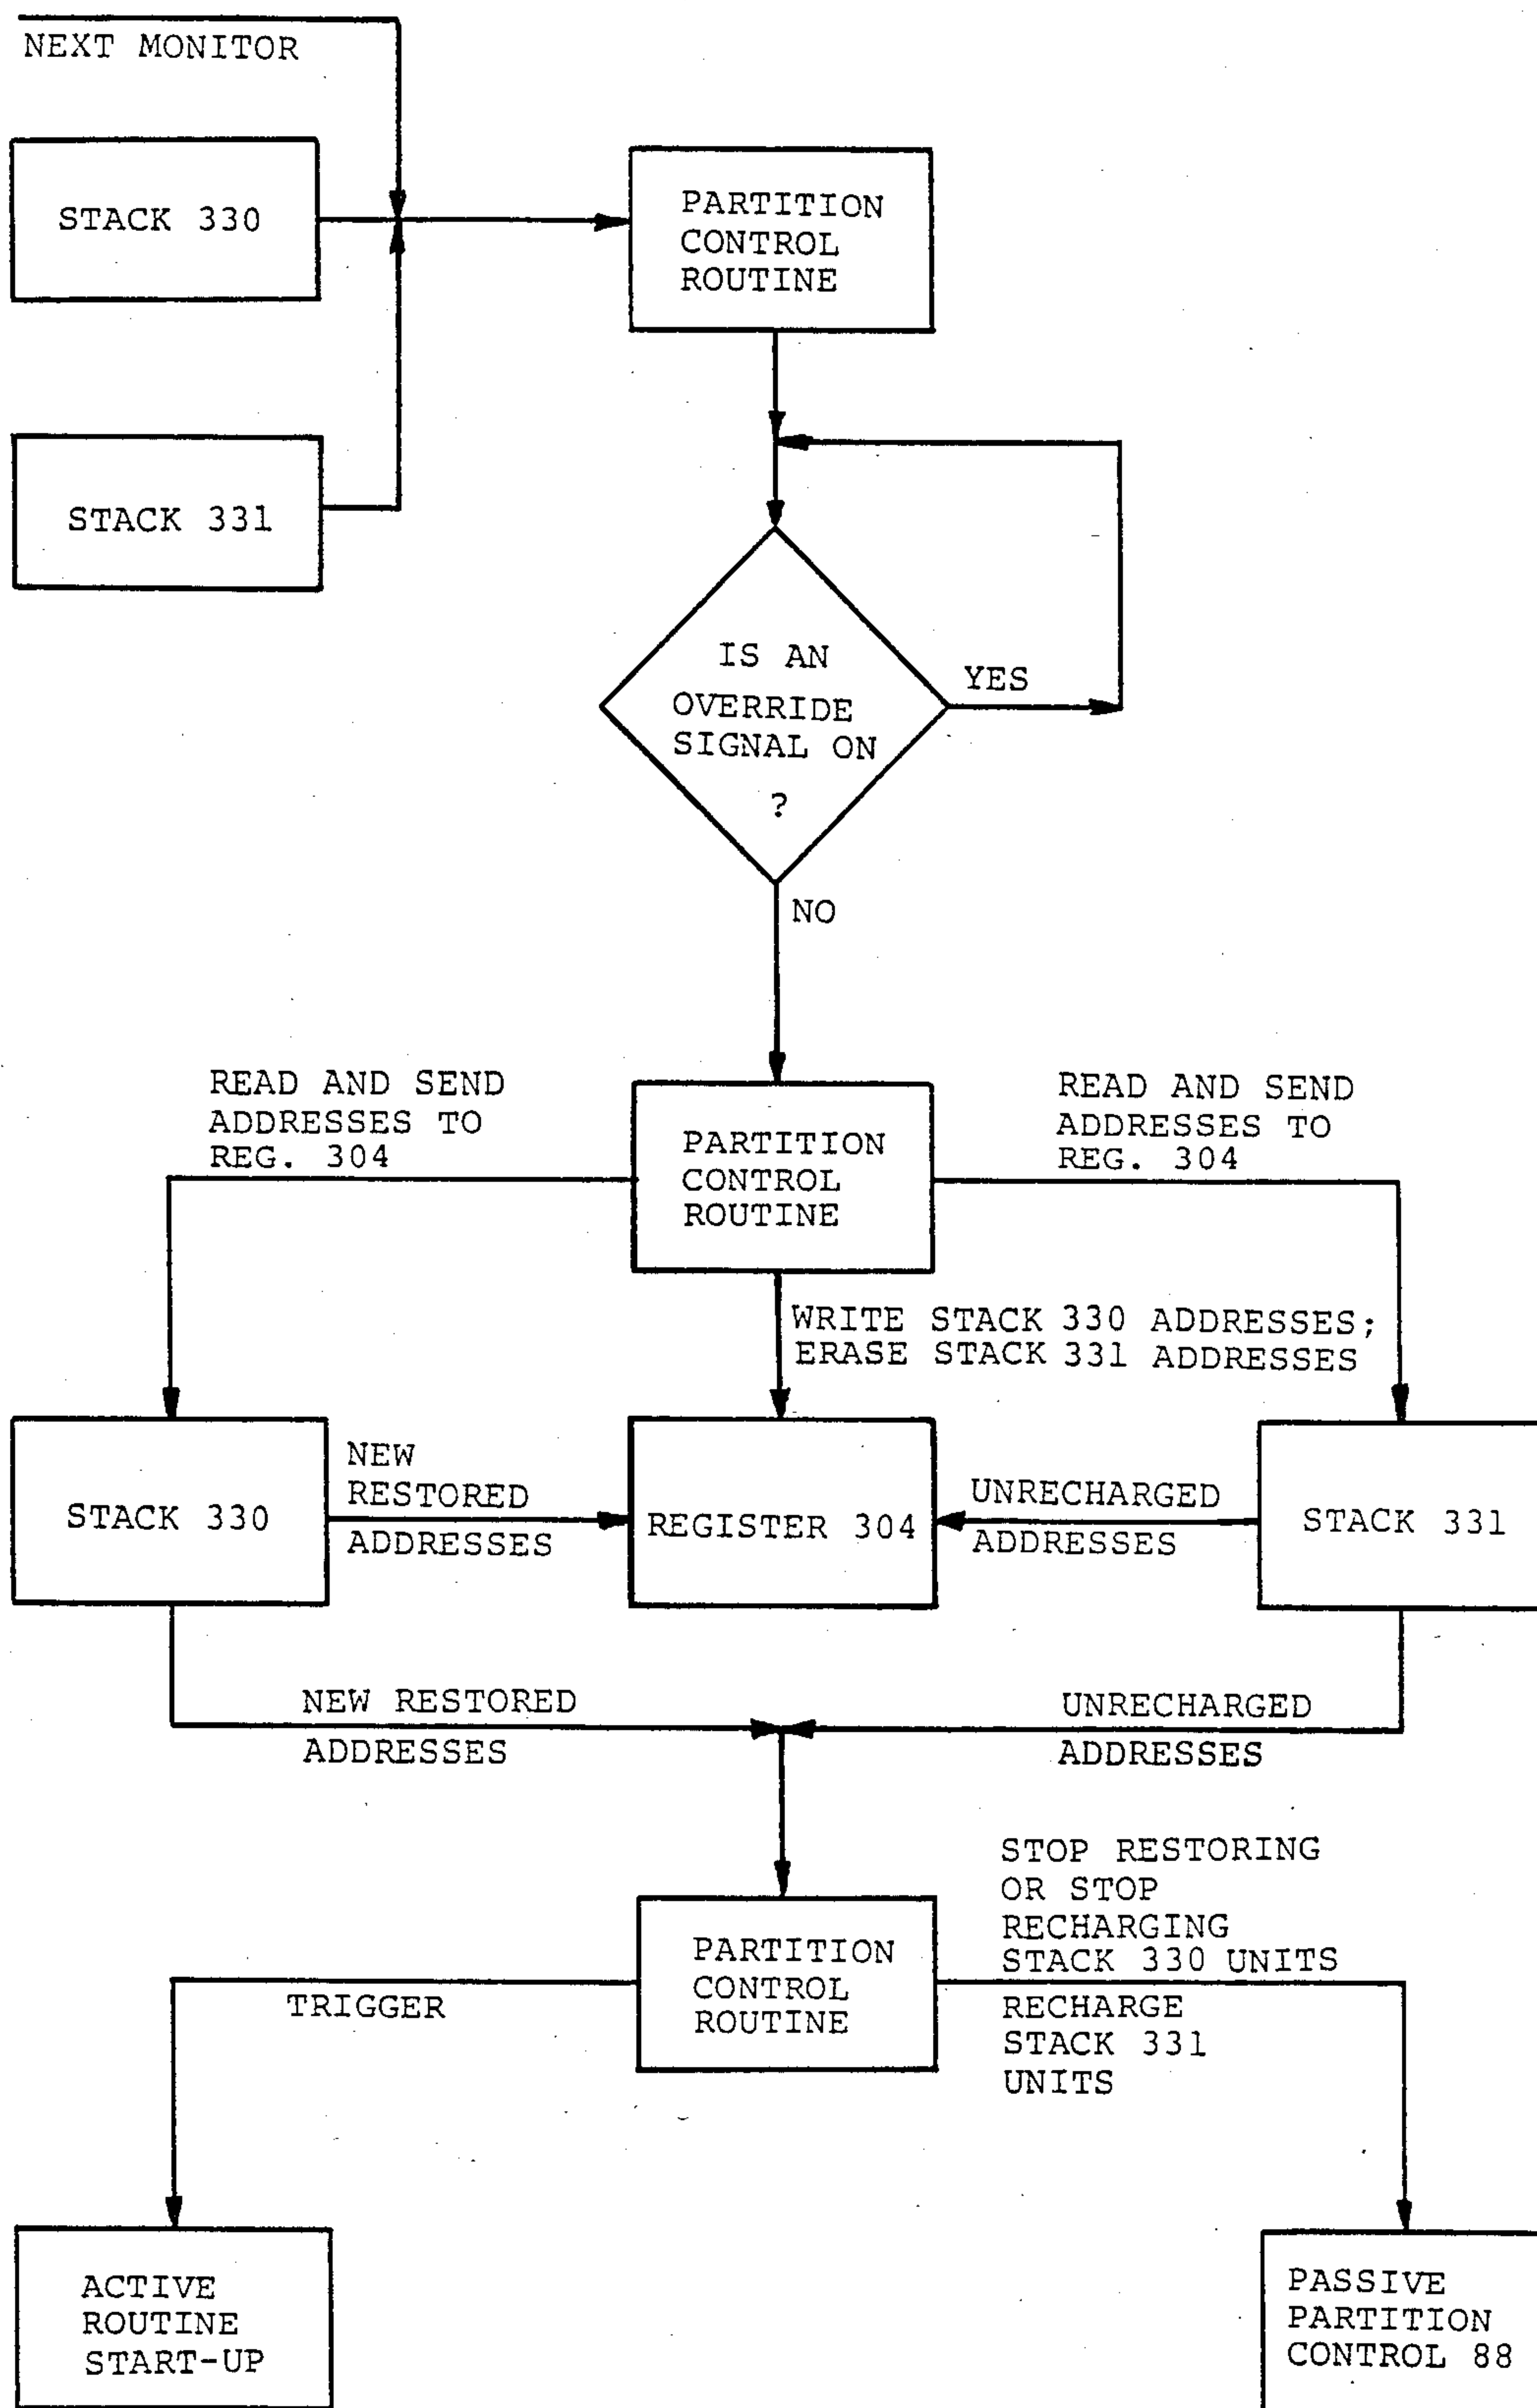 NEXT MONITOR
STACK 330
PARTITION
CONTROL
ROUTINE
STACK 331
IS AN
OVERRIDE
SIGNAL ON
?
YES
NO
READ AND SEND
ADDRESSES TO
REG. 304
PARTITION
CONTROL
ROUTINE
READ AND SEND
ADDRESSES TO
REG. 304
WRITE STACK 330 ADDRESSES;
ERASE STACK 331 ADDRESSES
STACK 330
NEW
RESTORED
ADDRESSES
REGISTER 304
UNRECHARGED
ADDRESSES
STACK 331
NEW RESTORED
ADDRESSES
UNRECHARGED
ADDRESSES
PARTITION
CONTROL
ROUTINE
STOP RESTORING
OR STOP
RECHARGING
STACK 330 UNITS
RECHARGE
STACK 331
UNITS
TRIGGER
ACTIVE
ROUTINE
START-UP
PASSIVE
PARTITION
CONTROL 88